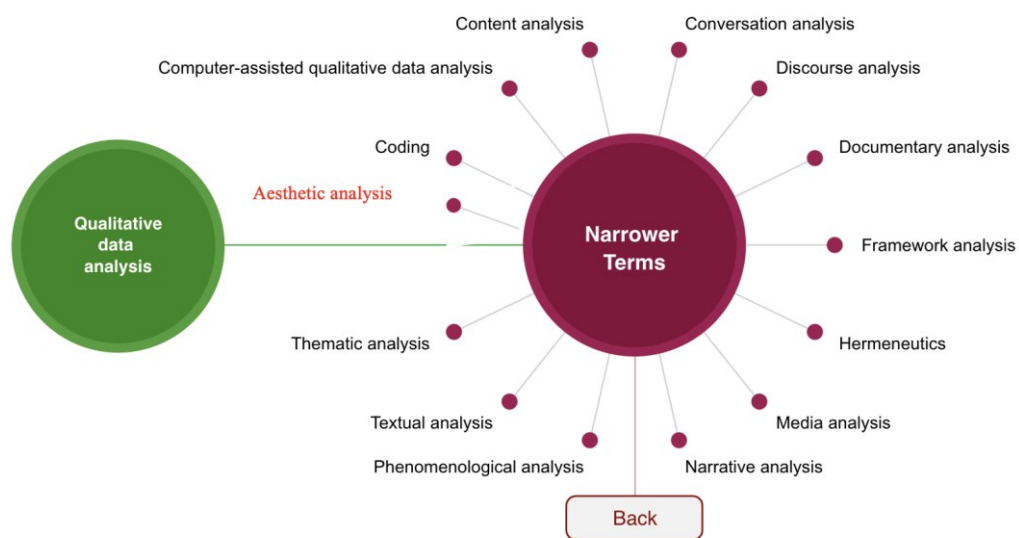 Content analysis
Conversation analysis
Computer-assisted qualitative data analysis
Discourse analysis
Coding
Documentary analysis
Aesthetic analysis
Qualitative
data
analysis
Narrower
Terms
Framework analysis
Thematic analysis
Hermeneutics
Textual analysis
Media analysis
Phenomenological analysis
Narrative analysis
Back